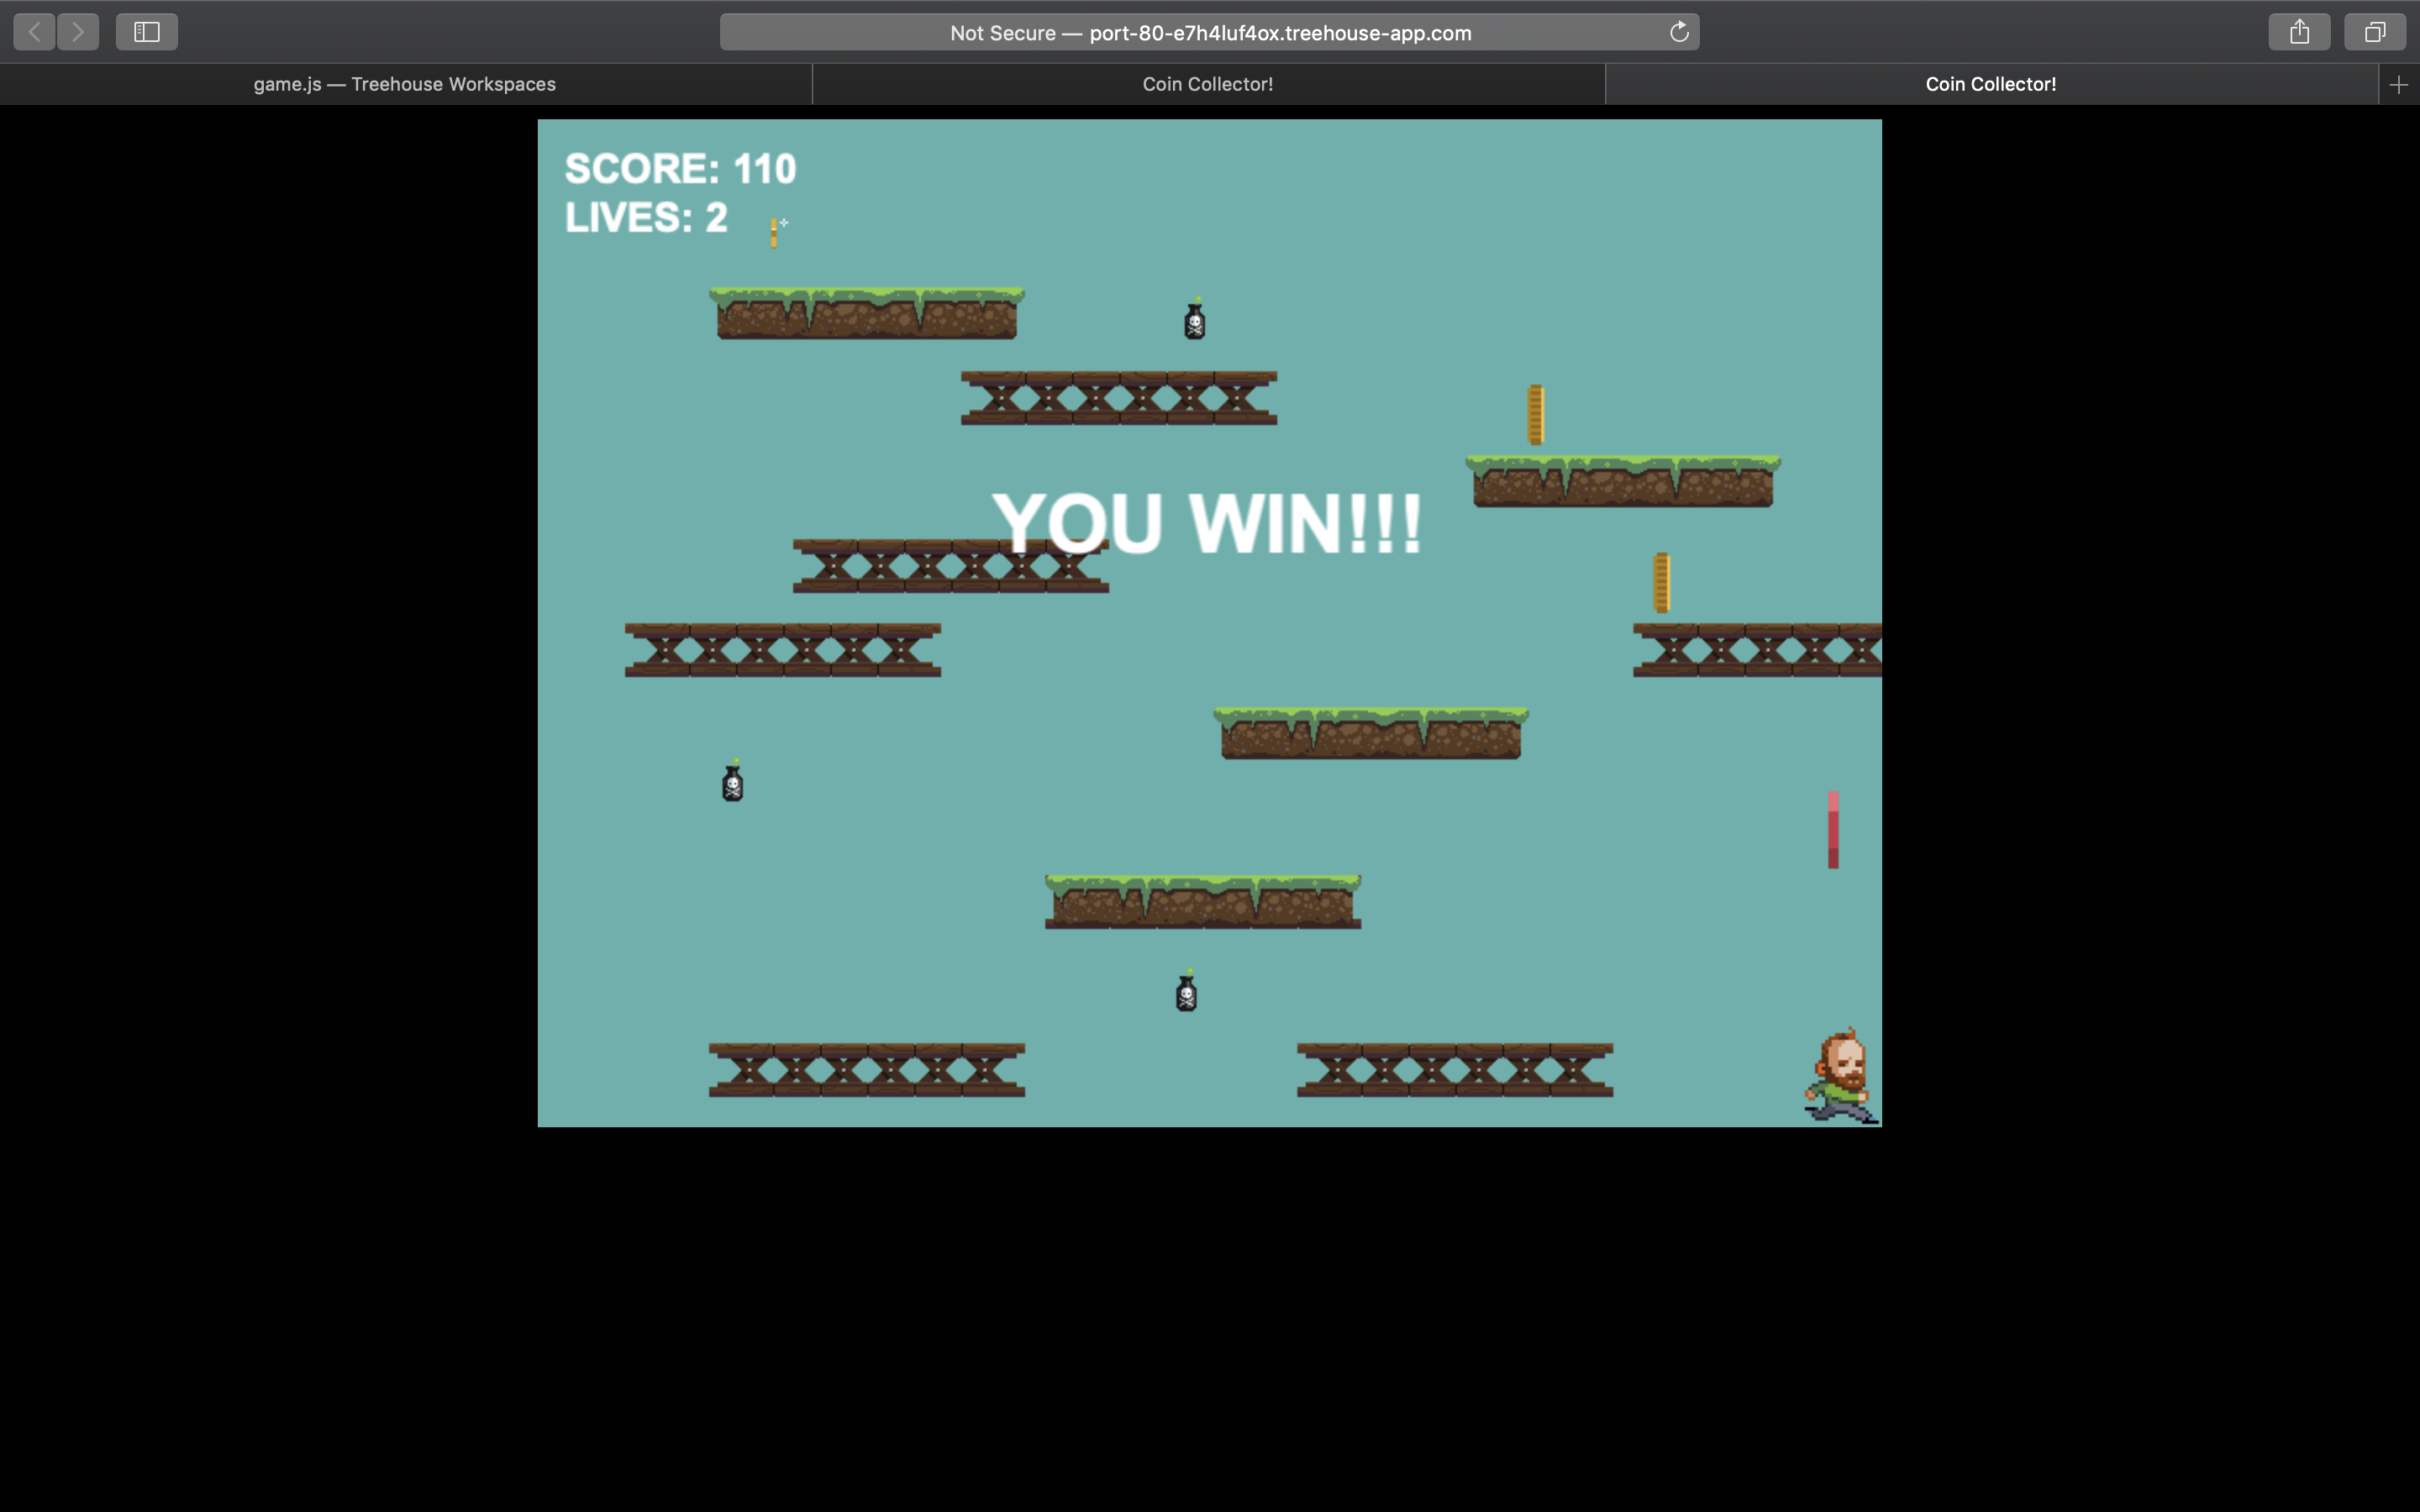 Not Secure — port-80-e7h4luf4ox.treehouse-app.com
game.js — Treehouse Workspaces
Coin Collector!
Coin Collector!
SCORE: 110
LIVES: 2
YOU WIN!!!